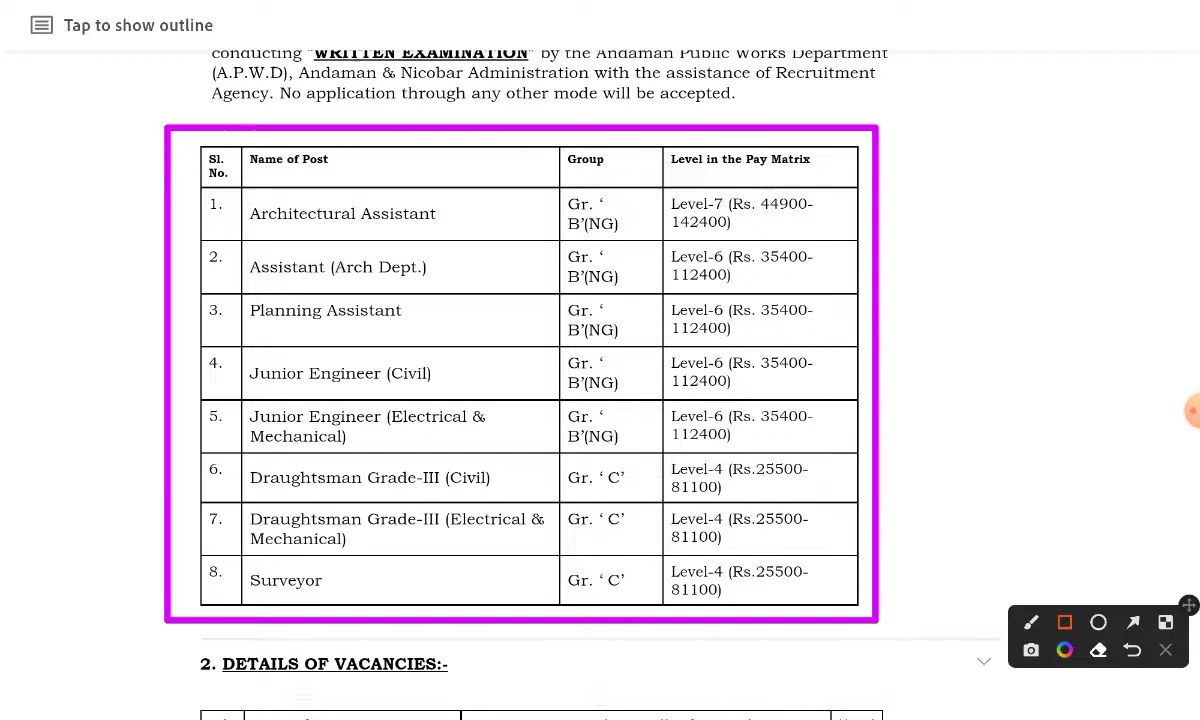 Tap to show outline
conducting "WRITTEN EXAMINATION" by the Andaman Public Works Department
(A.P.W.D), Andaman & Nicobar Administration with the assistance of Recruitment
Agency. No application through any other mode will be accepted.
Sl. No. Name of Post Group Level in the Pay Matrix
1. Architectural Assistant Gr. ‘ B’(NG) Level-7 (Rs. 44900-142400)
2. Assistant (Arch Dept.) Gr. ‘ B’(NG) Level-6 (Rs. 35400-112400)
3. Planning Assistant Gr. ‘ B’(NG) Level-6 (Rs. 35400-112400)
4. Junior Engineer (Civil) Gr. ‘ B’(NG) Level-6 (Rs. 35400-112400)
5. Junior Engineer (Electrical & Mechanical) Gr. ‘ B’(NG) Level-6 (Rs. 35400-112400)
6. Draughtsman Grade-III (Civil) Gr. ‘ C’ Level-4 (Rs.25500-81100)
7. Draughtsman Grade-III (Electrical & Mechanical) Gr. ‘ C’ Level-4 (Rs.25500-81100)
8. Surveyor Gr. ‘ C’ Level-4 (Rs.25500-81100)
2. DETAILS OF VACANCIES:-